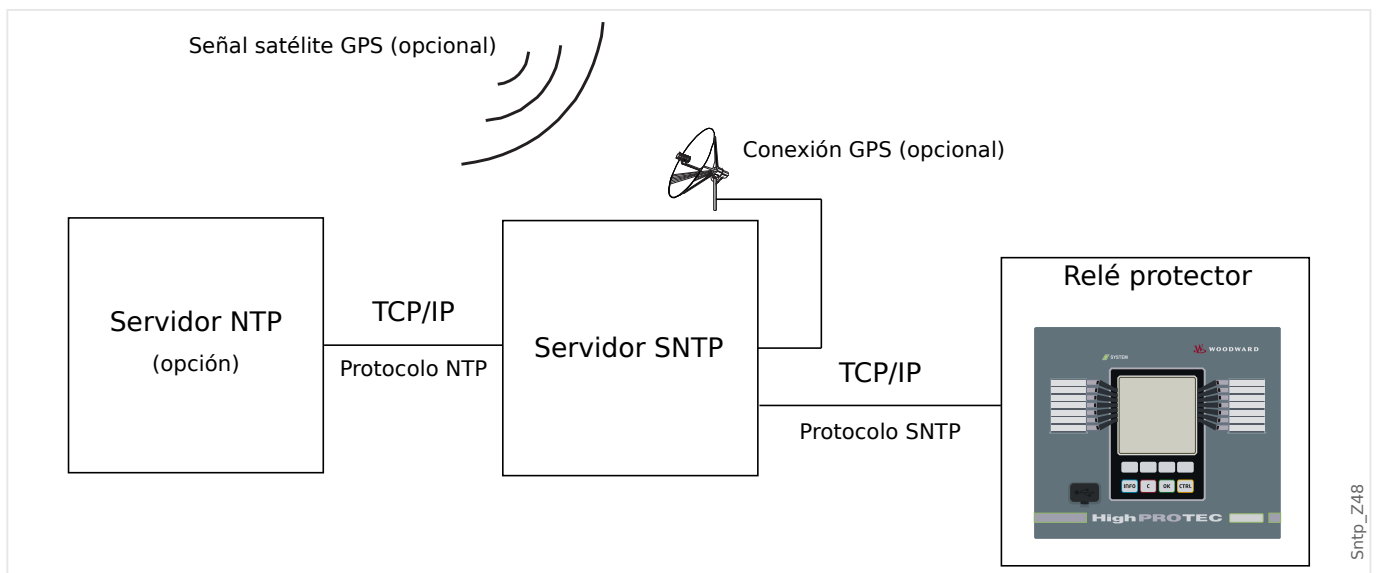 Señal satélite GPS (opcional)
Conexión GPS (opcional)
Servidor NTP
(opción)
TCP/IP
Protocolo NTP
Servidor SNTP
TCP/IP
Protocolo SNTP
Relé protector
SYSTEM
WOODWARD
INFO
C
OK
CTRL
HighPROTEC
Sntp_Z48